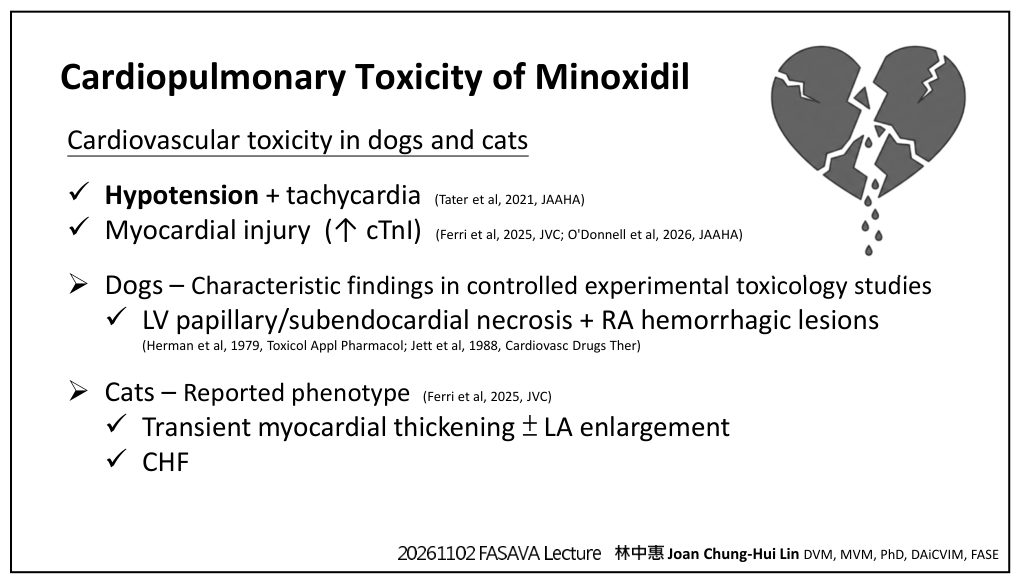 Cardiopulmonary Toxicity of Minoxidil
Cardiovascular toxicity in dogs and cats
✓ Hypotension + tachycardia (Tater et al, 2021, JAAHA)
✓ Myocardial injury (↑ cTnI) (Ferri et al, 2025, JVC; O'Donnell et al, 2026, JAAHA)
➢ Dogs – Characteristic findings in controlled experimental toxicology studies
✓ LV papillary/subendocardial necrosis + RA hemorrhagic lesions
(Herman et al, 1979, Toxicol Appl Pharmacol; Jett et al, 1988, Cardiovasc Drugs Ther)
➢ Cats – Reported phenotype (Ferri et al, 2025, JVC)
✓ Transient myocardial thickening ± LA enlargement
✓ CHF
20261102 FASAVA Lecture 林中惠 Joan Chung-Hui Lin DVM, MVM, PhD, DAiCVIM, FASE